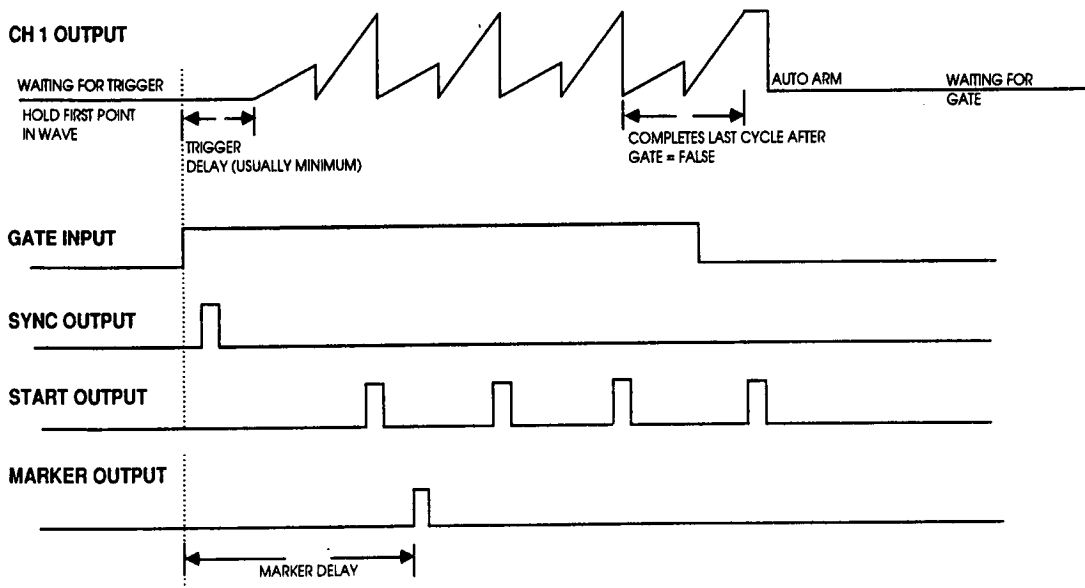 CH 1 OUTPUT
WAITING FOR TRIGGER
HOLD FIRST POINT
IN WAVE
TRIGGER
DELAY (USUALLY MINIMUM)
COMPLETES LAST CYCLE AFTER
GATE = FALSE
AUTO ARM
WAITING FOR
GATE
GATE INPUT
SYNC OUTPUT
START OUTPUT
MARKER OUTPUT
MARKER DELAY